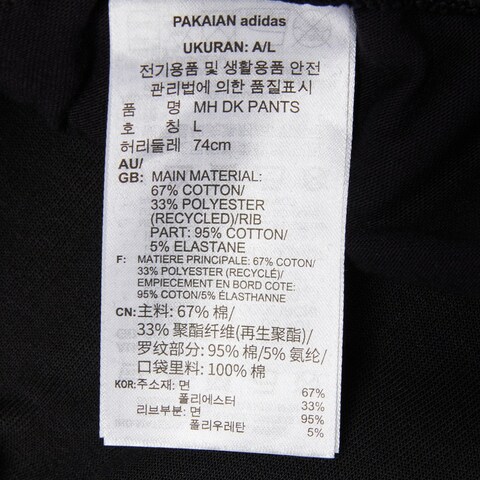 PAKAIAN adidas
UKURAN: A/L
전기용품 및 생활용품 안전
관리법에 의한 품질표시
품 명 MH DK PANTS
호 칭 L
허리둘레 74cm
AU/
GB: MAIN MATERIAL:
67% COTTON/
33% POLYESTER
(RECYCLED)/RIB
PART: 95% COTTON/
5% ELASTANE
F: MATIERE PRINCIPALE: 67% COTON/
33% POLYESTER (RECYCLÉ)/
EMPIECEMENT EN BORD COTE:
95% COTON/5% ÉLASTHANNE
CN: 主料: 67% 棉/
33% 聚酯纤维(再生聚酯)/
罗纹部分: 95% 棉/5% 氨纶/
口袋里料: 100% 棉
KOR: 주소재: 면 67%
폴리에스터 33%
리브부분: 면 95%
폴리우레탄 5%